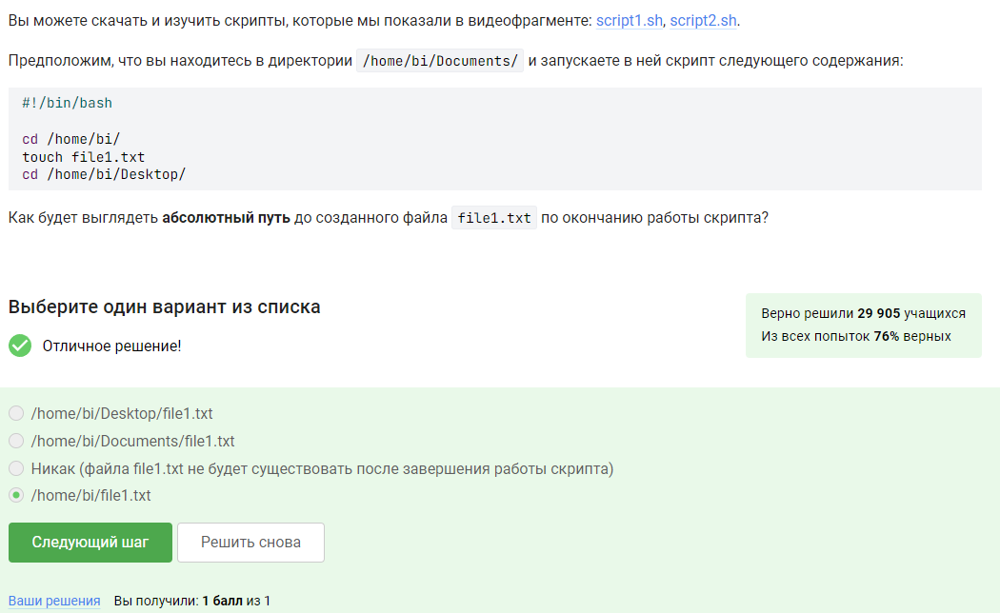 Вы можете скачать и изучить скрипты, которые мы показали в видеофрагменте: script1.sh, script2.sh.
Предположим, что вы находитесь в директории /home/bi/Documents/ и запускаете в ней скрипт следующего содержания:
#!/bin/bash
cd /home/bi/
touch file1.txt
cd /home/bi/Desktop/
Как будет выглядеть абсолютный путь до созданного файла file1.txt по окончанию работы скрипта?
Выберите один вариант из списка
Отличное решение!
Верно решили 29 905 учащихся
Из всех попыток 76% верных
/home/bi/Desktop/file1.txt
/home/bi/Documents/file1.txt
Никак (файла file1.txt не будет существовать после завершения работы скрипта)
/home/bi/file1.txt
Следующий шаг Решить снова
Ваши решения Вы получили: 1 балл из 1